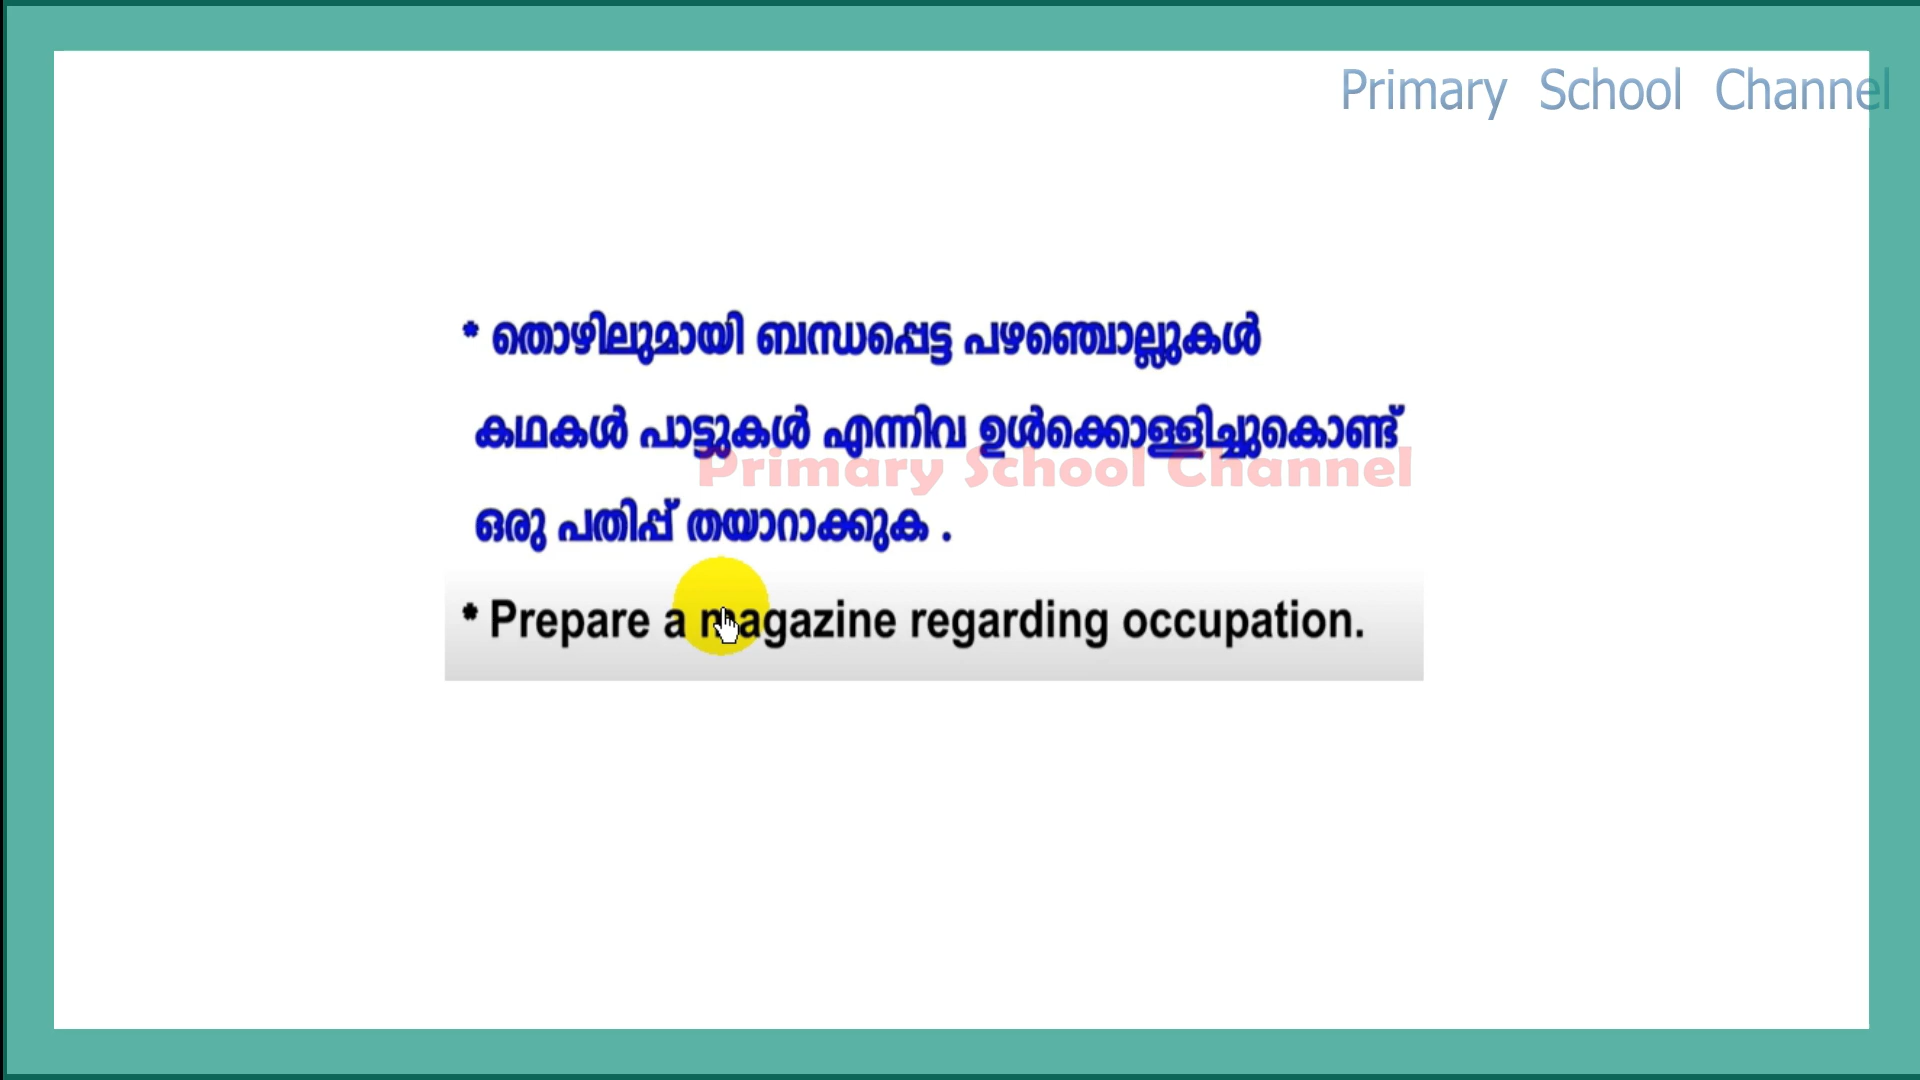 Primary School Channel
* തൊഴിലുമായി ബന്ധപ്പെട്ട പഴഞ്ചൊല്ലുകൾ
കഥകൾ പാട്ടുകൾ എന്നിവ ഉൾക്കൊള്ളിച്ചുകൊണ്ട്
Primary School Channel
ഒരു പതിപ്പ് തയാറാക്കുക .
* Prepare a magazine regarding occupation.